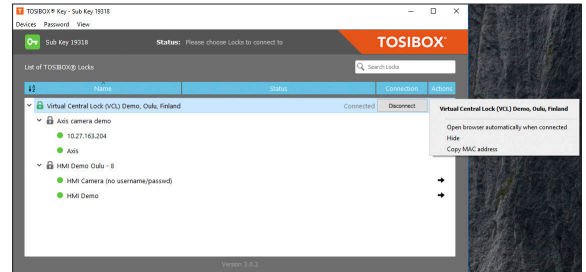 TOSIBOX® Key - Sub Key 19318
Devices Password View
Sub Key 19318 Status: Please choose Locks to connect to TOSIBOX®
List of TOSIBOX(R) Locks Search Locks
Name Status Connection Actions
Virtual Central Lock (VCL) Demo, Oulu, Finland Connected Disconnect
Axis camera demo
10.27.163.204
Axis
HMI Demo Oulu - 8
HMI Camera (no username/passwd)
HMI Demo
Version 3.0.2
Virtual Central Lock (VCL) Demo, Oulu, Finland
Open browser automatically when connected
Hide
Copy MAC address